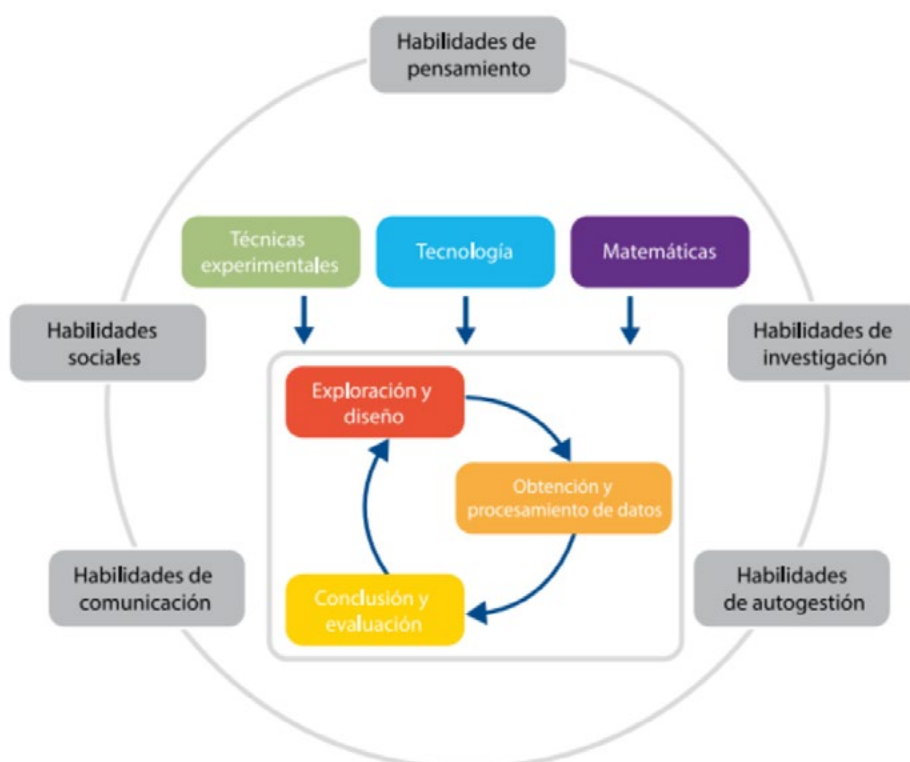 Habilidades de
pensamiento
Técnicas
experimentales
Tecnología
Matemáticas
Habilidades
sociales
Habilidades de
investigación
Exploración y
diseño
Obtención y
procesamiento de datos
Habilidades de
comunicación
Conclusión y
evaluación
Habilidades
de autogestión